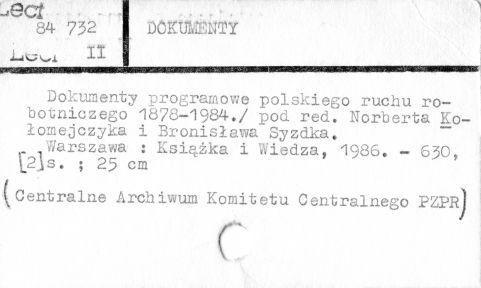 Lect
84 732 DOKUMENTY
Lect II
Dokumenty programowe polskiego ruchu ro-
botniczego 1878-1984./ pod red. Norberta Ko-
łomejczyka i Bronisława Syzdka.
Warszawa : Książka i Wiedza, 1986. - 630,
[2]s. ; 25 cm
(Centralne Archiwum Komitetu Centralnego PZPR)